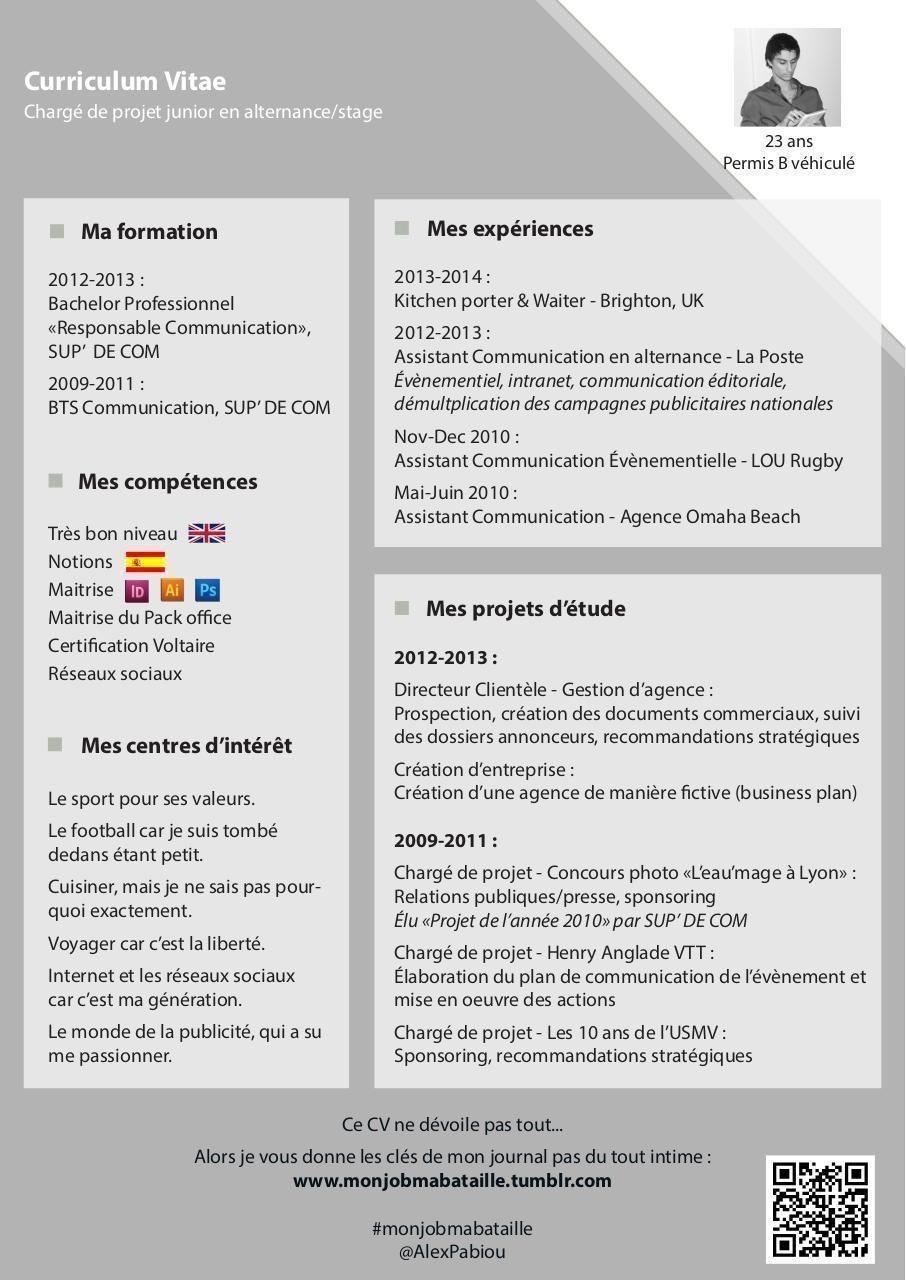 Curriculum Vitae
Chargé de projet junior en alternance/stage
23 ans
Permis B véhiculé
Ma formation
2012-2013 :
Bachelor Professionnel
«Responsable Communication»,
SUP’ DE COM
2009-2011 :
BTS Communication, SUP’ DE COM
Mes compétences
Très bon niveau
Notions
Maitrise ID Ai Ps
Maitrise du Pack office
Certification Voltaire
Réseaux sociaux
Mes centres d’intérêt
Le sport pour ses valeurs.
Le football car je suis tombé
dedans étant petit.
Cuisiner, mais je ne sais pas pour-
quoi exactement.
Voyager car c’est la liberté.
Internet et les réseaux sociaux
car c’est ma génération.
Le monde de la publicité, qui a su
me passionner.
Mes expériences
2013-2014 :
Kitchen porter & Waiter - Brighton, UK
2012-2013 :
Assistant Communication en alternance - La Poste
Évènementiel, intranet, communication éditoriale,
démultplication des campagnes publicitaires nationales
Nov-Dec 2010 :
Assistant Communication Évènementielle - LOU Rugby
Mai-Juin 2010 :
Assistant Communication - Agence Omaha Beach
Mes projets d’étude
2012-2013 :
Directeur Clientèle - Gestion d’agence :
Prospection, création des documents commerciaux, suivi
des dossiers annonceurs, recommandations stratégiques
Création d’entreprise :
Création d’une agence de manière fictive (business plan)
2009-2011 :
Chargé de projet - Concours photo «L’eau’mage à Lyon» :
Relations publiques/presse, sponsoring
Élu «Projet de l’année 2010» par SUP’ DE COM
Chargé de projet - Henry Anglade VTT :
Élaboration du plan de communication de l’évènement et
mise en oeuvre des actions
Chargé de projet - Les 10 ans de l’USMV :
Sponsoring, recommandations stratégiques
Ce CV ne dévoile pas tout...
Alors je vous donne les clés de mon journal pas du tout intime :
www.monjobmabataille.tumblr.com
#monjobmabataille
@AlexPabiou